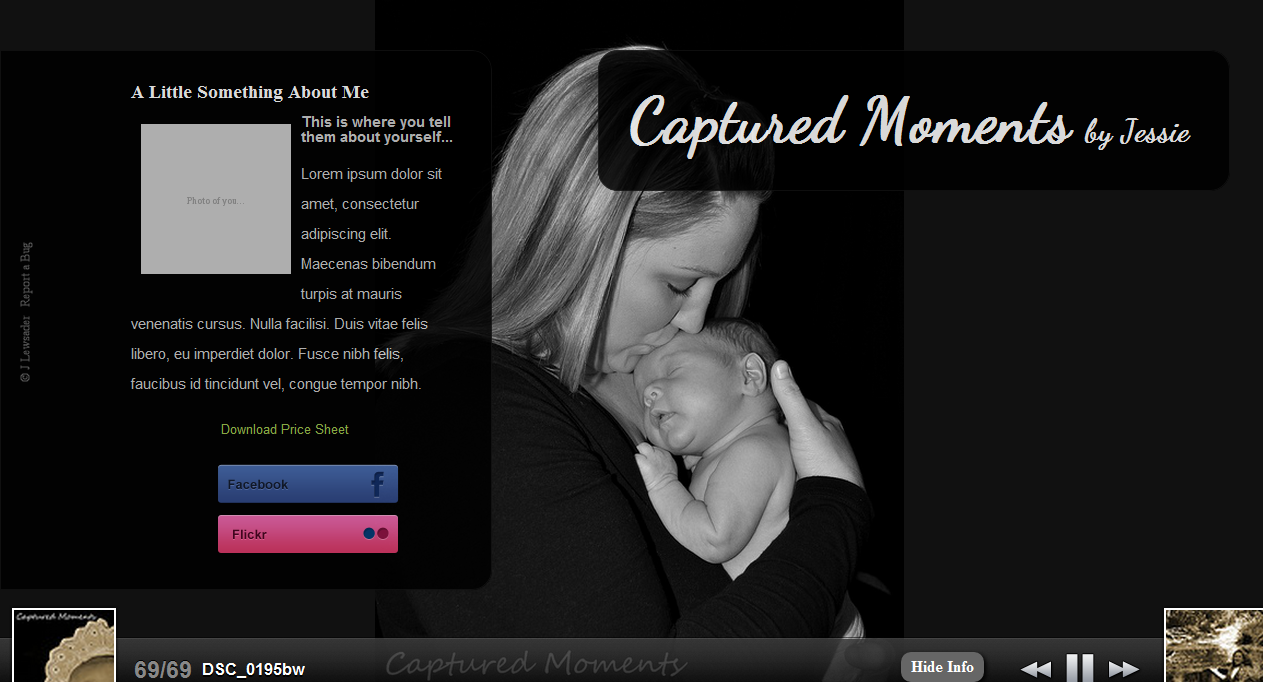 A Little Something About Me
Photo of you...
This is where you tell
them about yourself...
Lorem ipsum dolor sit
amet, consectetur
adipiscing elit.
Maecenas bibendum
turpis at mauris
venenatis cursus. Nulla facilisi. Duis vitae felis
libero, eu imperdiet dolor. Fusce nibh felis,
faucibus id tincidunt vel, congue tempor nibh.
Download Price Sheet
Facebook f
Flickr
© J Lewsader Report a Bug
Captured Moments by Jessie
Captured Moments
69/69 DSC_0195bw
Captured Moments
Hide Info